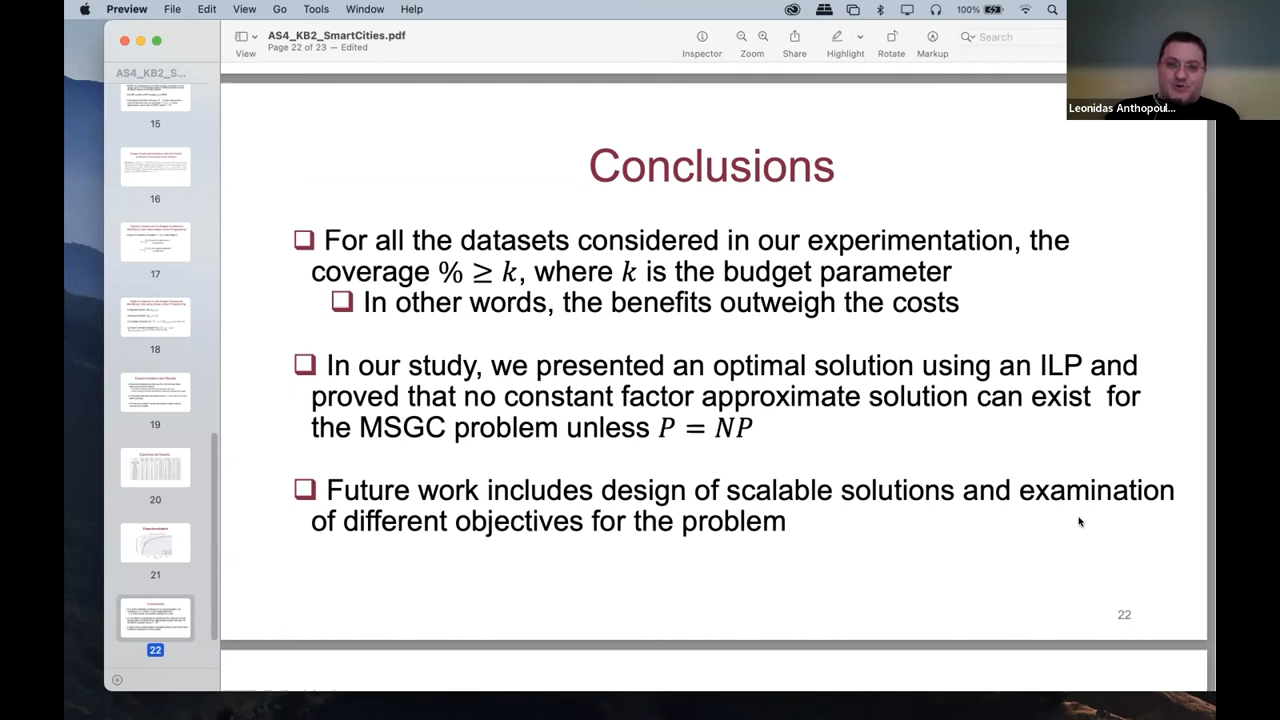 Preview File Edit View Go Tools Window Help 100%
AS4_KB2_SmartCities.pdf
Page 22 of 23 — Edited
View Inspector Zoom Share Highlight Rotate Markup Search
Leonidas Anthopoul...
AS4_KB2_S...
15
16
17
18
19
20
21
22
Conclusions
For all the datasets considered in our experimentation, the
coverage % ≥ k, where k is the budget parameter
In other words, the benefits outweigh the costs
In our study, we presented an optimal solution using an ILP and
proved that no constant factor approximate solution can exist for
the MSGC problem unless P = NP
Future work includes design of scalable solutions and examination
of different objectives for the problem
22